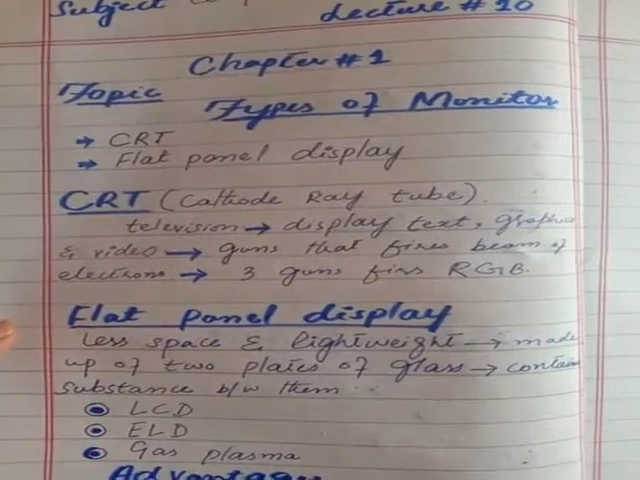 Subject
Lecture # 10
Chapter # 1
Topic
Types of Monitor
→ CRT
→ Flat panel display
CRT (Cathode Ray tube)
television → display text, graphic
& video → guns that fires beam of
electrons → 3 guns fires RGB.
Flat panel display
Less space & lightweight → made
up of two plates of glass → contain
substance b/w them
LCD
ELD
Gas plasma
Advantages